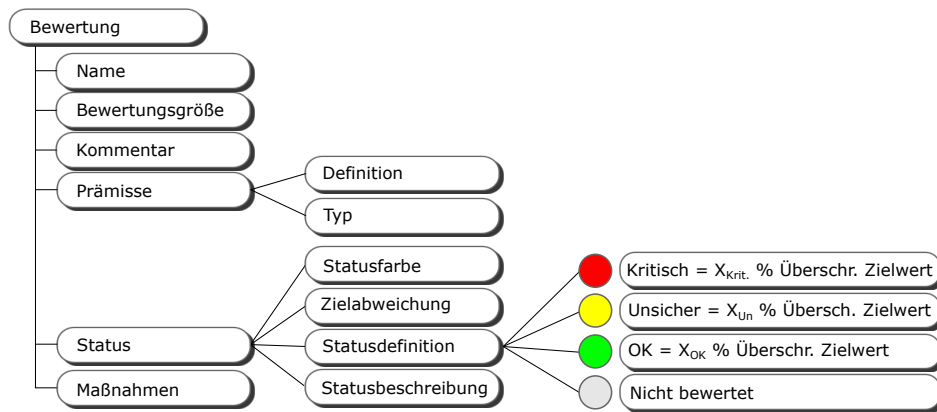 Bewertung
Name
Bewertungsgröße
Kommentar
Prämisse
Definition
Typ
Status
Statusfarbe
Zielabweichung
Statusdefinition
Statusbeschreibung
Kritisch = XKrit. % Überschr. Zielwert
Unsicher = XUn % Übersch. Zielwert
OK = XOK % Überschr. Zielwert
Nicht bewertet
Maßnahmen